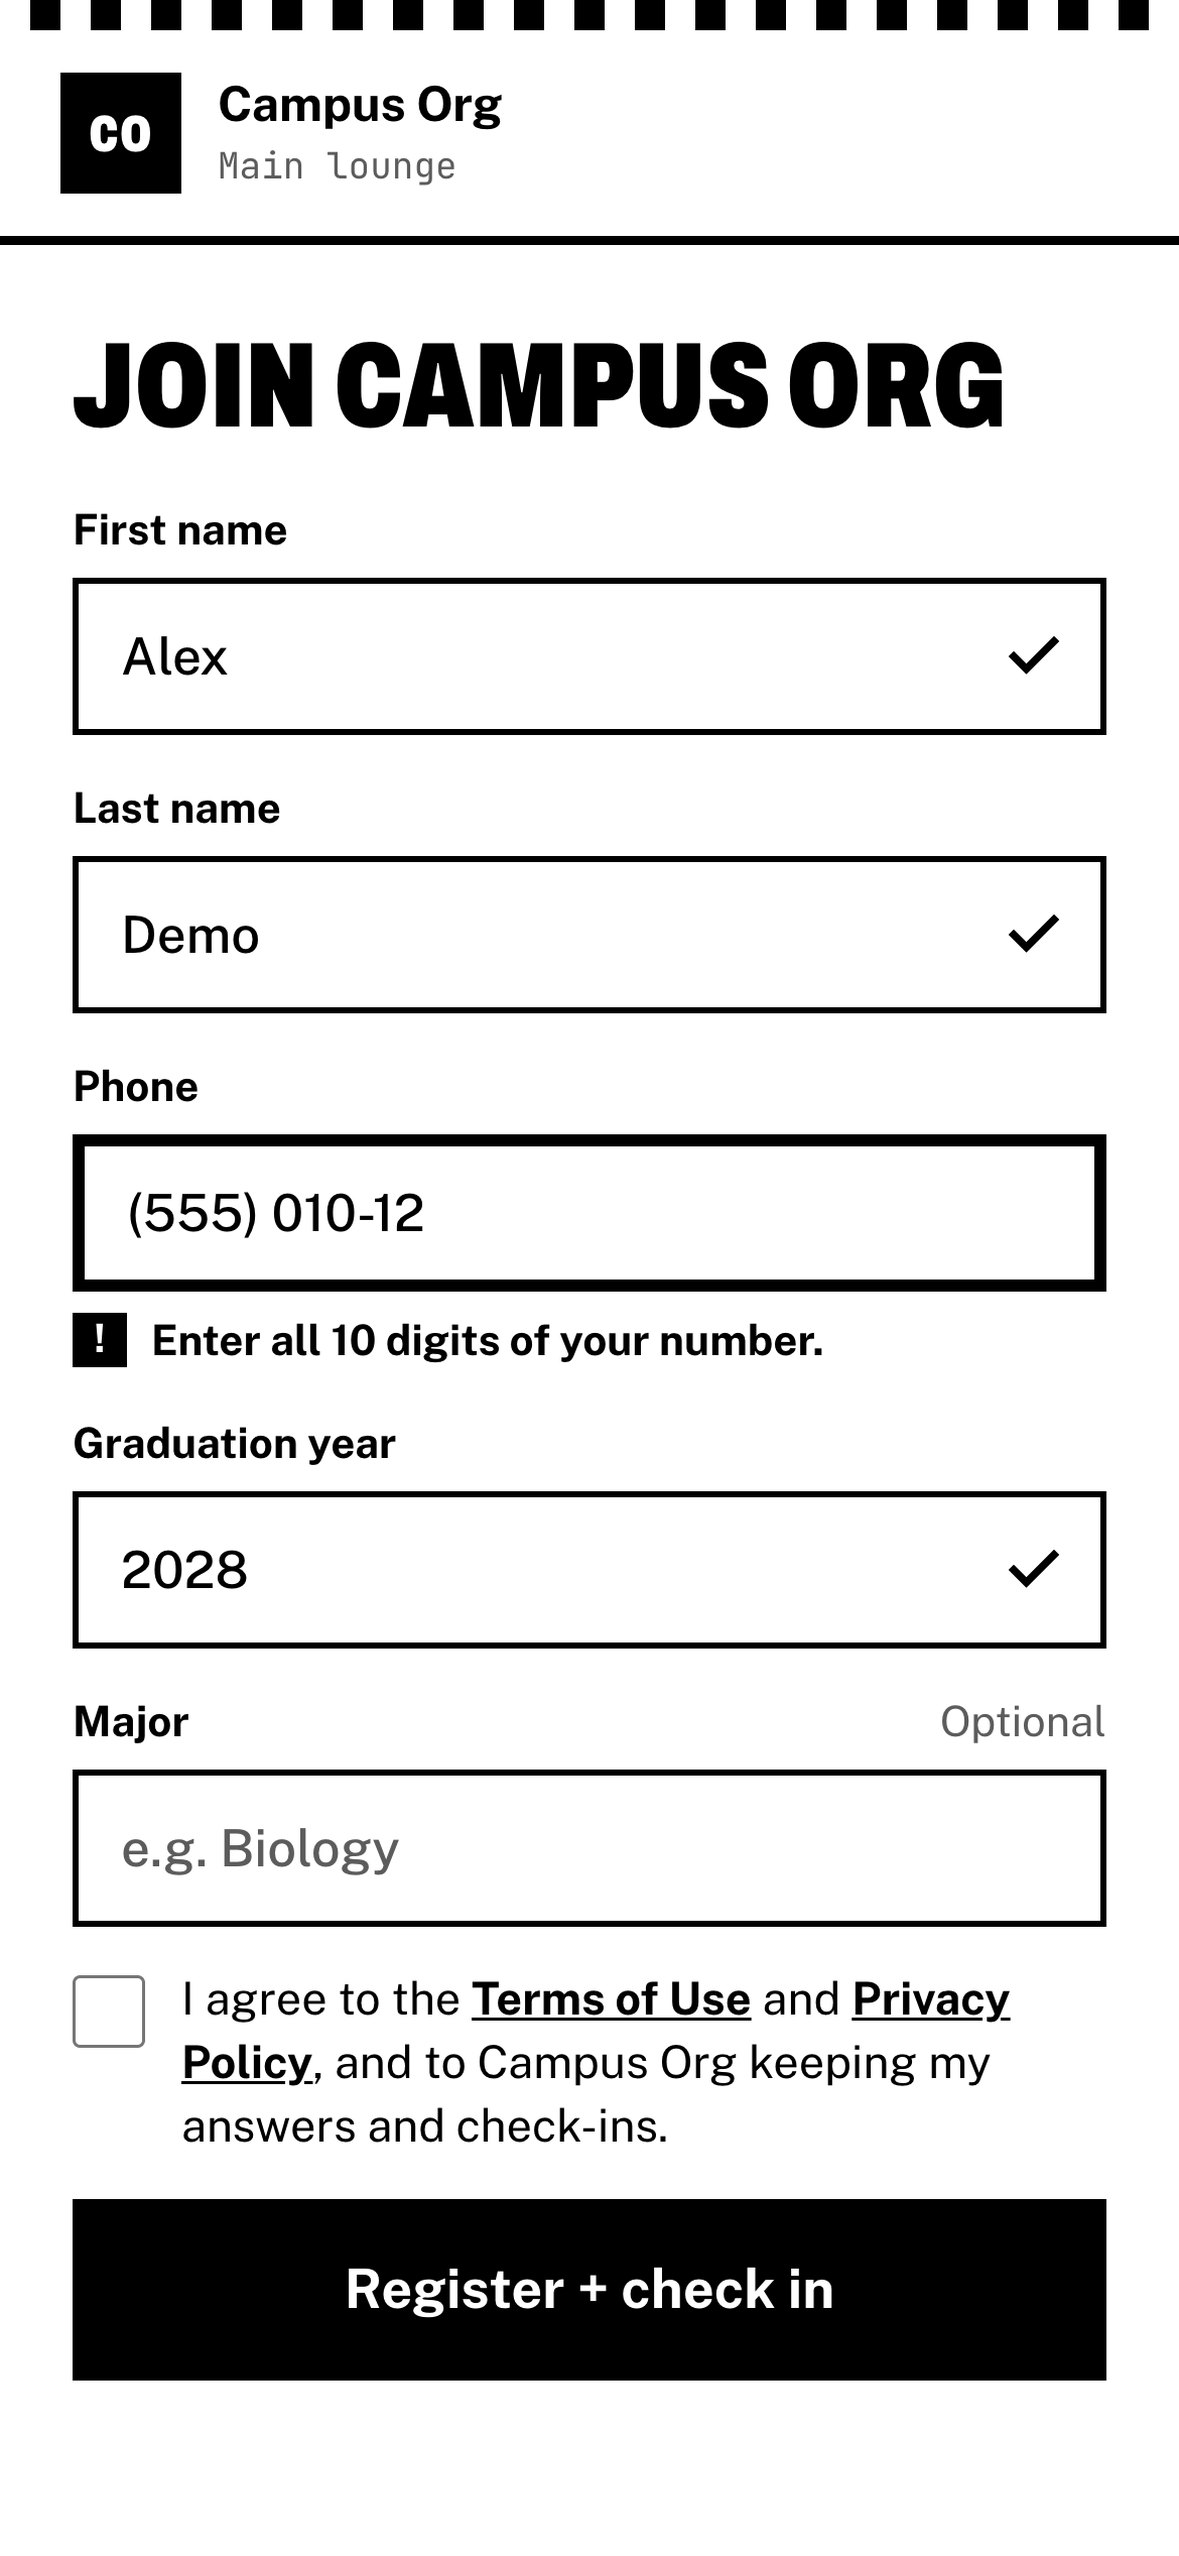 CO
Campus Org
Main lounge
JOIN CAMPUS ORG
First name
Alex
Last name
Demo
Phone
(555) 010-12
! Enter all 10 digits of your number.
Graduation year
2028
Major Optional
e.g. Biology
I agree to the Terms of Use and Privacy
Policy, and to Campus Org keeping my
answers and check-ins.
Register + check in